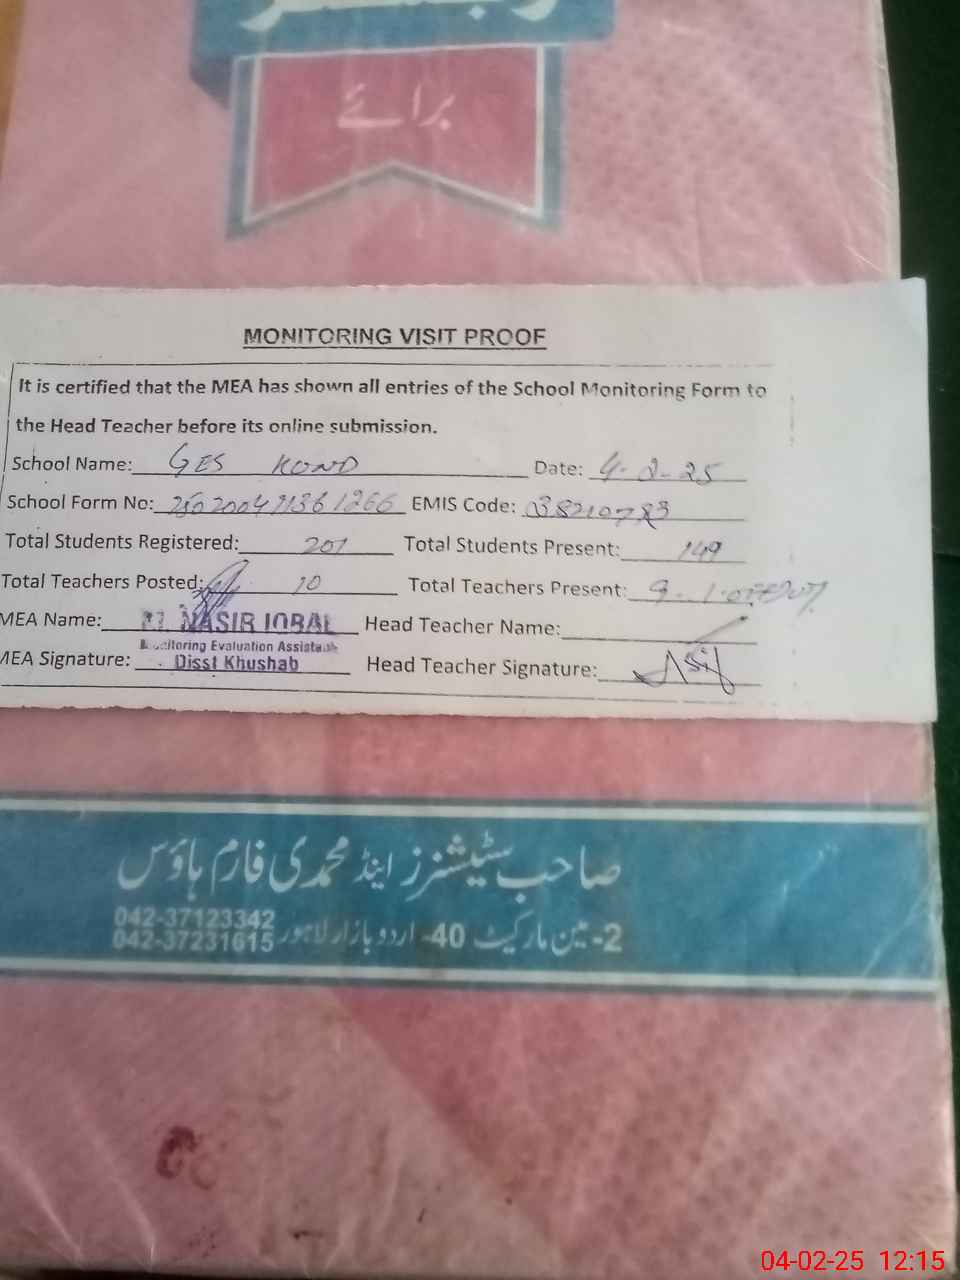 برائے
MONITORING VISIT PROOF
It is certified that the MEA has shown all entries of the School Monitoring Form to
the Head Teacher before its online submission.
School Name: GES KOND Date: 4-2-25
School Form No: EMIS Code: 38210783
Total Students Registered: 201 Total Students Present: 149
Total Teachers Posted: 10 Total Teachers Present: 9-1
MEA Name: M. NASIR IQBAL Head Teacher Name:
Monitoring Evaluation Assistant
MEA Signature: Disst Khushab Head Teacher Signature: Asif
صاحب سٹیشنرز اینڈ محمدی فارم ہاؤس
2-مین مارکیٹ 40-اردو بازار لاہور 042-37123342
042-37231615
04-02-25 12:15